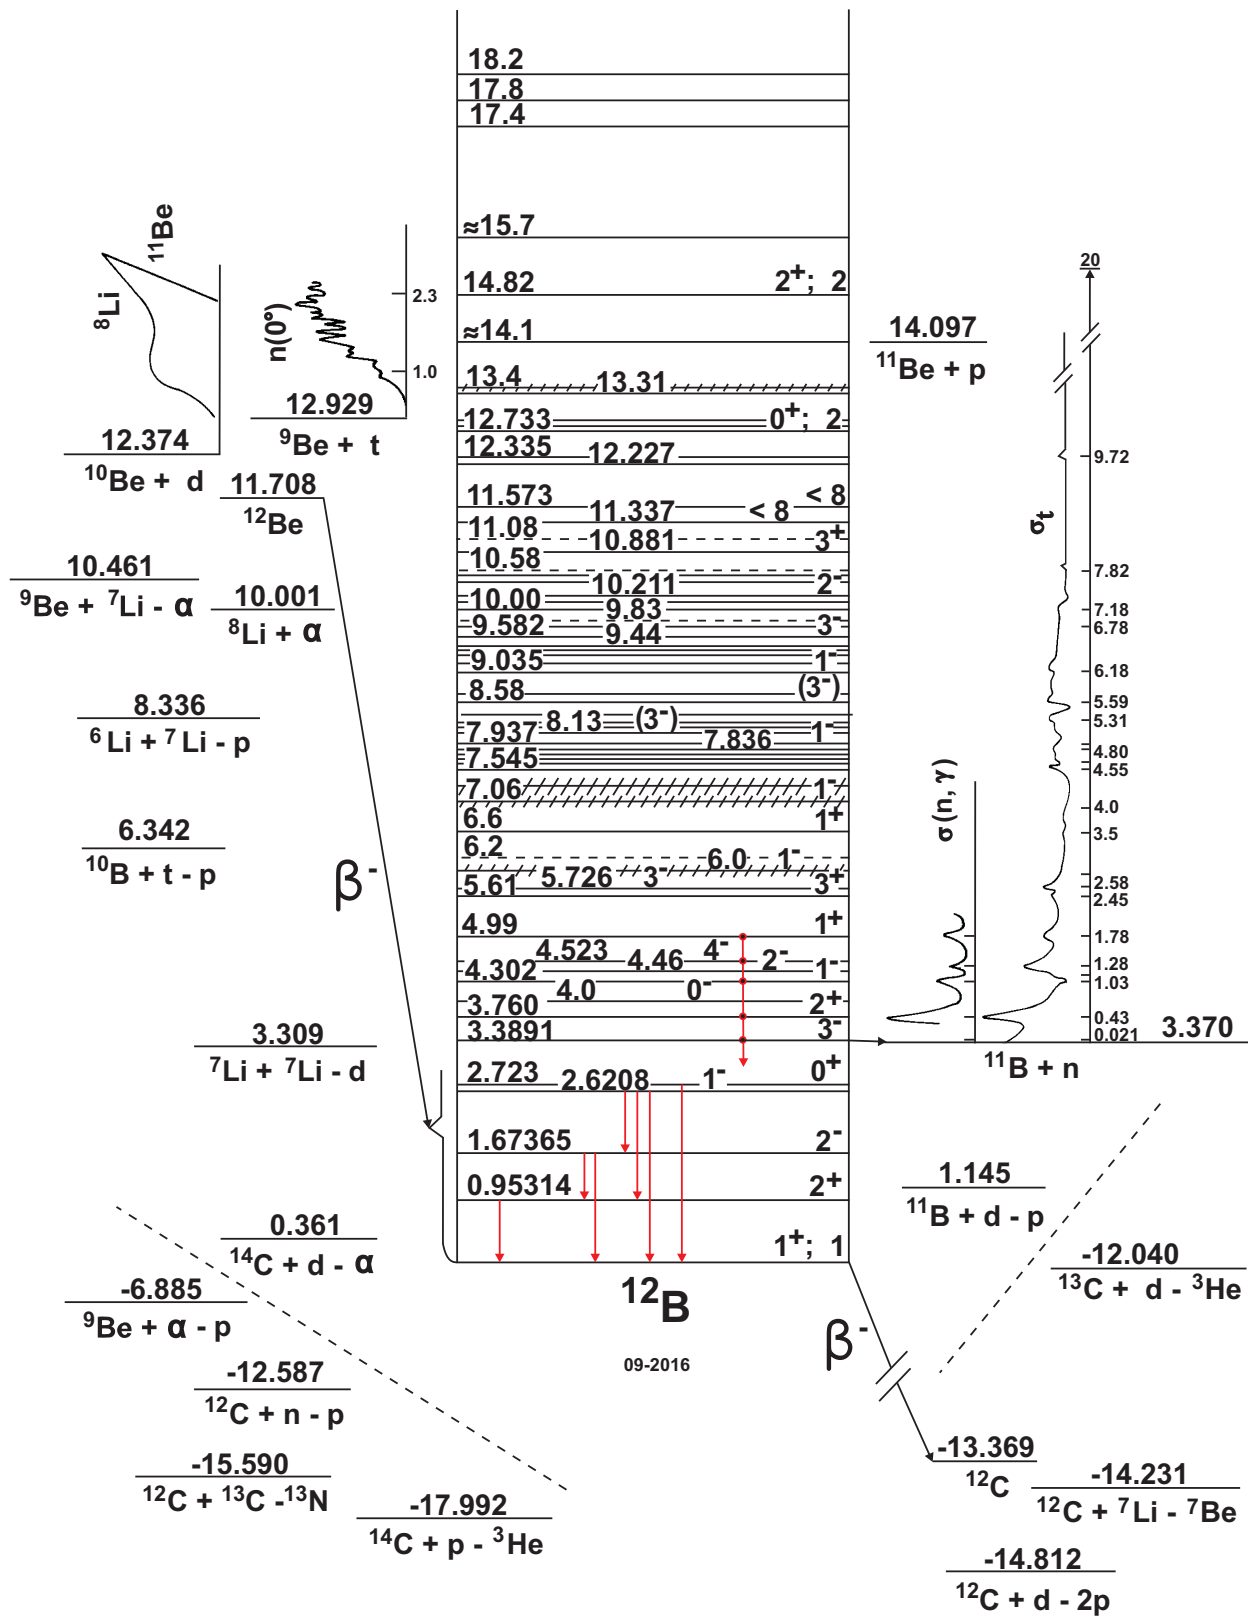 18.2
17.8
17.4
≈15.7
14.82 2⁺; 2
≈14.1
13.4 13.31
12.733 0⁺; 2
12.335 12.227
11.573 < 8
11.337 < 8
11.08
10.881 3⁺
10.58
10.211 2⁻
10.00 9.83
9.582 3⁻
9.44
9.035 1⁻
8.58 (3⁻)
8.13 (3⁻)
7.937 1⁻
7.836
7.545
7.06 1⁻
6.6 1⁺
6.2
6.0 1⁻
5.726 3⁻
5.61 3⁺
4.99 1⁺
4.523 4⁻
4.46 2⁻
4.302 1⁻
4.0 0⁻
3.760 2⁺
3.3891 3⁻
2.723 0⁺
2.6208 1⁻
1.67365 2⁻
0.95314 2⁺
1⁺; 1
¹²B
09-2016
⁸Li
¹¹Be
12.374
¹⁰Be + d
n(0°)
2.3
1.0
12.929
⁹Be + t
11.708
¹²Be
10.461
⁹Be + ⁷Li - α
10.001
⁸Li + α
8.336
⁶Li + ⁷Li - p
6.342
¹⁰B + t - p
β⁻
3.309
⁷Li + ⁷Li - d
0.361
¹⁴C + d - α
-6.885
⁹Be + α - p
-12.587
¹²C + n - p
-15.590
¹²C + ¹³C -¹³N
-17.992
¹⁴C + p - ³He
14.097
¹¹Be + p
σt
20
9.72
7.82
7.18
6.78
6.18
5.59
5.31
4.80
4.55
4.0
3.5
2.58
2.45
1.78
1.28
1.03
0.43
0.021
σ(n, γ)
3.370
¹¹B + n
1.145
¹¹B + d - p
-12.040
¹³C + d - ³He
β⁻
-13.369
¹²C
-14.231
¹²C + ⁷Li - ⁷Be
-14.812
¹²C + d - 2p